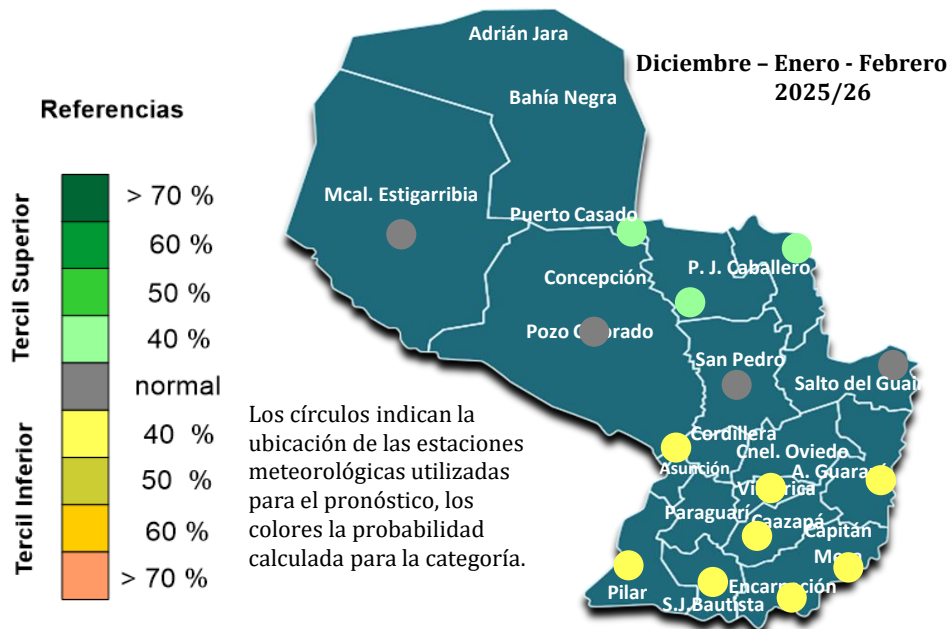 Adrián Jara
Diciembre – Enero - Febrero
2025/26
Bahía Negra
Referencias
Mcal. Estigarribia
Puerto Casado
P. J. Caballero
Concepción
Pozo Colorado
San Pedro
Salto del Guair
Cordillera
Cnel. Oviedo
Asunción
A. Guaraní
Villarrica
Paraguarí
Caazapá
Capitán
Meza
Encarnación
Pilar
S.J.Bautista
Tercil Superior
> 70 %
60 %
50 %
40 %
normal
Tercil Inferior
40 %
50 %
60 %
> 70 %
Los círculos indican la
ubicación de las estaciones
meteorológicas utilizadas
para el pronóstico, los
colores la probabilidad
calculada para la categoría.